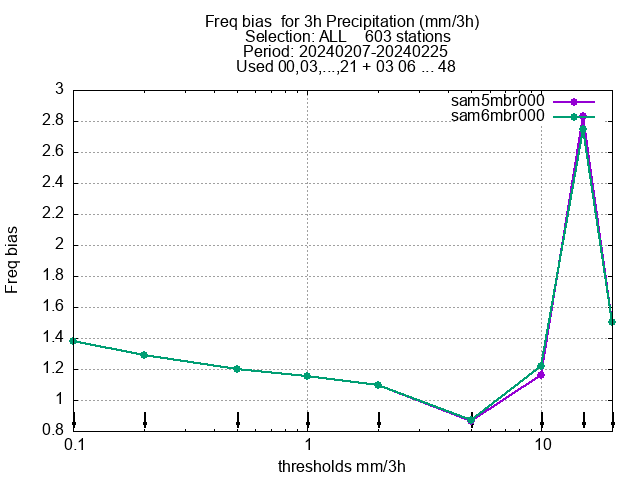 Freq bias  for 3h Precipitation (mm/3h)
Selection: ALL    603 stations
Period: 20240207-20240225
Used 00,03,...,21 + 03 06 ... 48
sam5mbr000
sam6mbr000
3
2.8
2.6
2.4
2.2
2
1.8
1.6
1.4
1.2
1
0.8
Freq bias
0.1
1
10
thresholds mm/3h